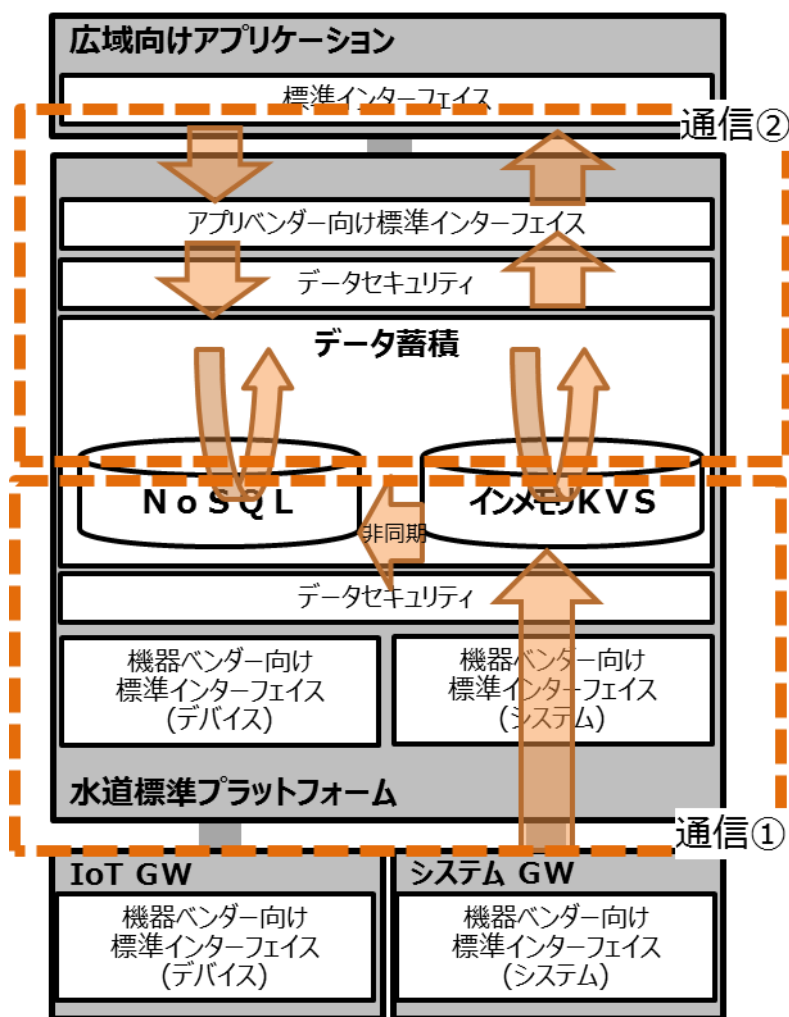 広域向けアプリケーション
標準インターフェイス
通信②
アプリベンダー向け標準インターフェイス
データセキュリティ
データ蓄積
NoSQL
インメモリKVS
非同期
データセキュリティ
機器ベンダー向け
標準インターフェイス
(デバイス)
機器ベンダー向け
標準インターフェイス
(システム)
水道標準プラットフォーム
通信①
IoT GW
機器ベンダー向け
標準インターフェイス
(デバイス)
システム GW
機器ベンダー向け
標準インターフェイス
(システム)